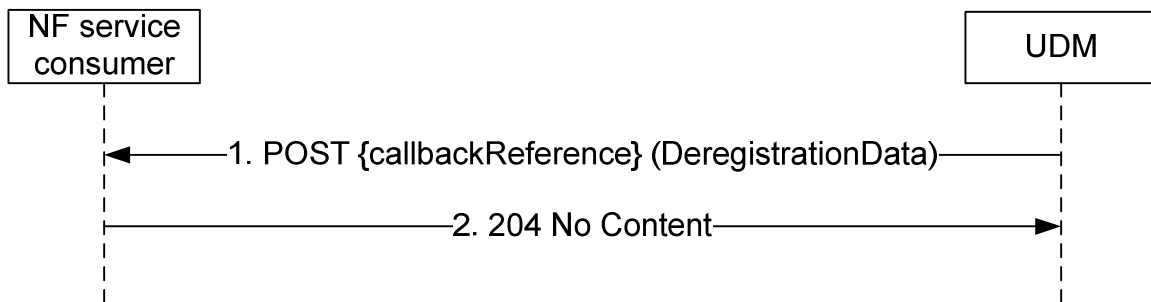 NF service
consumer
UDM
1. POST {callbackReference} (DeregistrationData)
2. 204 No Content